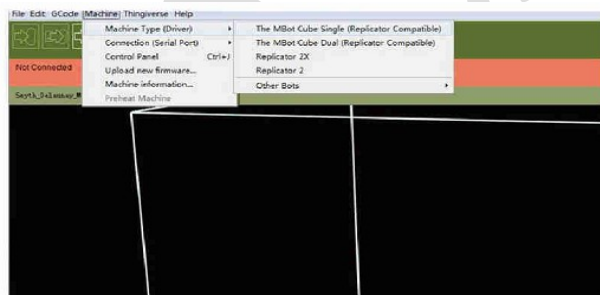 File Edit GCode Machine Thingiverse Help
Machine Type (Driver)
Connection (Serial Port)
Control Panel Ctrl+J
Upload new firmware...
Machine information...
Preheat Machine
The MBot Cube Single (Replicator Compatible)
The MBot Cube Dual (Replicator Compatible)
Replicator 2X
Replicator 2
Other Bots
Not Connected